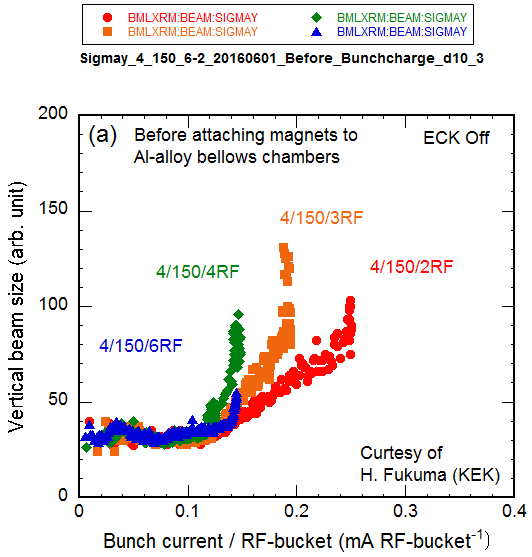 BMLXRM:BEAM:SIGMAY BMLXRM:BEAM:SIGMAY
BMLXRM:BEAM:SIGMAY BMLXRM:BEAM:SIGMAY
Sigmay_4_150_6-2_20160601_Before_Bunchcharge_d10_3
200
(a) Before attaching magnets to ECK Off
Al-alloy bellows chambers
150
4/150/3RF
4/150/4RF 4/150/2RF
100
4/150/6RF
50
Curtesy of
H. Fukuma (KEK)
0
0 0.1 0.2 0.3 0.4
Vertical beam size (arb. unit)
Bunch current / RF-bucket (mA RF-bucket⁻¹)